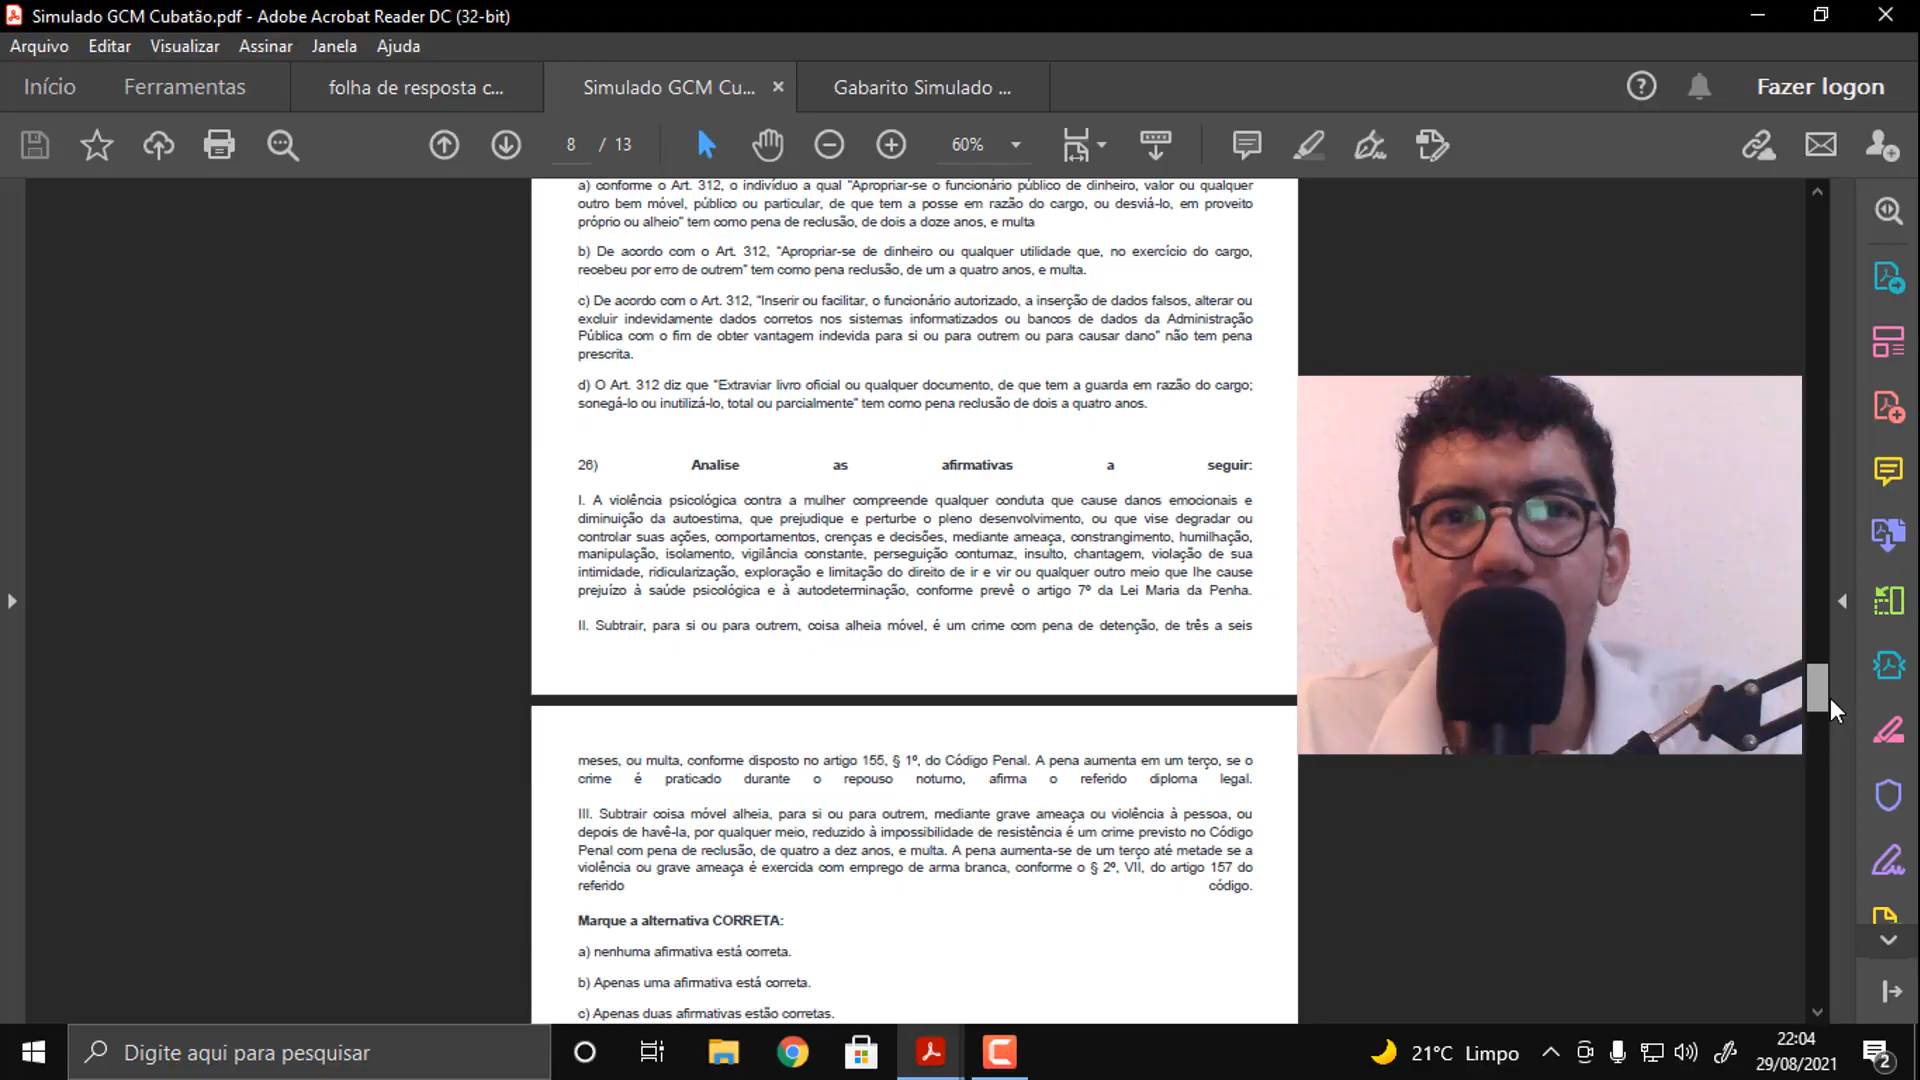 Simulado GCM Cubatão.pdf - Adobe Acrobat Reader DC (32-bit)
Arquivo Editar Visualizar Assinar Janela Ajuda
Início Ferramentas folha de resposta c... Simulado GCM Cu... Gabarito Simulado ... Fazer logon
8 / 13 60%
a) conforme o Art. 312, o indivíduo a qual "Apropriar-se o funcionário público de dinheiro, valor ou qualquer
outro bem móvel, público ou particular, de que tem a posse em razão do cargo, ou desviá-lo, em proveito
próprio ou alheio" tem como pena de reclusão, de dois a doze anos, e multa
b) De acordo com o Art. 312, "Apropriar-se de dinheiro ou qualquer utilidade que, no exercício do cargo,
recebeu por erro de outrem" tem como pena reclusão, de um a quatro anos, e multa.
c) De acordo com o Art. 312, "Inserir ou facilitar, o funcionário autorizado, a inserção de dados falsos, alterar ou
excluir indevidamente dados corretos nos sistemas informatizados ou bancos de dados da Administração
Pública com o fim de obter vantagem indevida para si ou para outrem ou para causar dano" não tem pena
prescrita.
d) O Art. 312 diz que "Extraviar livro oficial ou qualquer documento, de que tem a guarda em razão do cargo;
sonegá-lo ou inutilizá-lo, total ou parcialmente" tem como pena reclusão de dois a quatro anos.
26) Analise as afirmativas a seguir:
I. A violência psicológica contra a mulher compreende qualquer conduta que cause danos emocionais e
diminuição da autoestima, que prejudique e perturbe o pleno desenvolvimento, ou que vise degradar ou
controlar suas ações, comportamentos, crenças e decisões, mediante ameaça, constrangimento, humilhação,
manipulação, isolamento, vigilância constante, perseguição contumaz, insulto, chantagem, violação de sua
intimidade, ridicularização, exploração e limitação do direito de ir e vir ou qualquer outro meio que lhe cause
prejuízo à saúde psicológica e à autodeterminação, conforme prevê o artigo 7º da Lei Maria da Penha.
II. Subtrair, para si ou para outrem, coisa alheia móvel, é um crime com pena de detenção, de três a seis
meses, ou multa, conforme disposto no artigo 155, § 1º, do Código Penal. A pena aumenta em um terço, se o
crime é praticado durante o repouso noturno, afirma o referido diploma legal.
III. Subtrair coisa móvel alheia, para si ou para outrem, mediante grave ameaça ou violência à pessoa, ou
depois de havê-la, por qualquer meio, reduzido à impossibilidade de resistência é um crime previsto no Código
Penal com pena de reclusão, de quatro a dez anos, e multa. A pena aumenta-se de um terço até metade se a
violência ou grave ameaça é exercida com emprego de arma branca, conforme o § 2º, VII, do artigo 157 do
referido código.
Marque a alternativa CORRETA:
a) nenhuma afirmativa está correta.
b) Apenas uma afirmativa está correta.
c) Apenas duas afirmativas estão corretas.
Digite aqui para pesquisar
21°C Limpo
22:04
29/08/2021
2